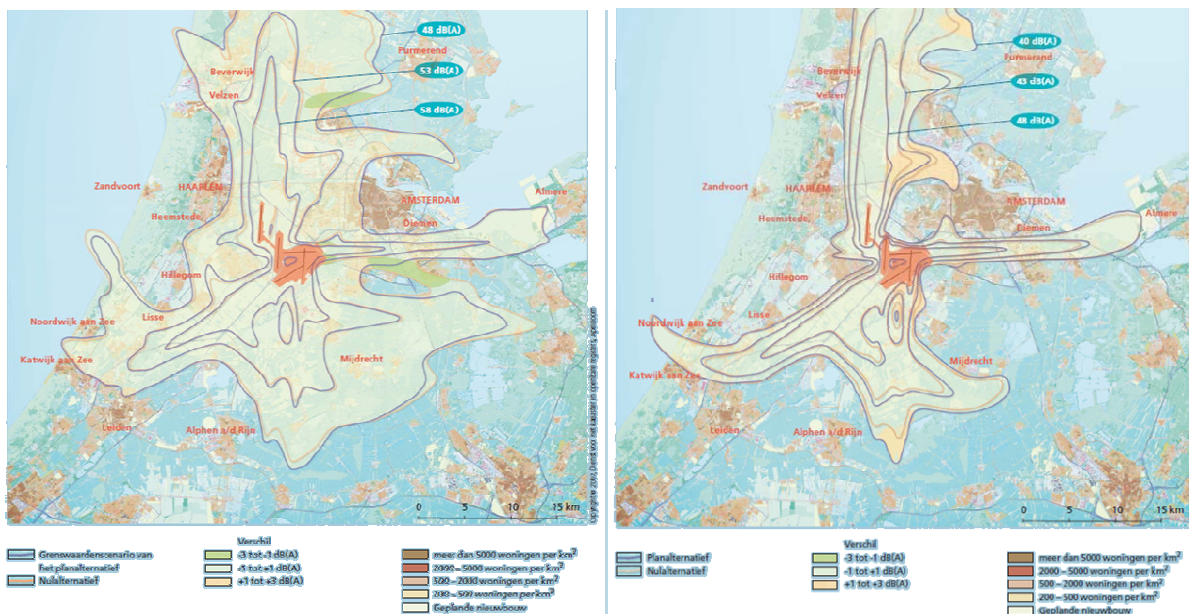 48 dB(A)
Purmerend
Beverwijk
53 dB(A)
Velzen
58 dB(A)
Zandvoort
HAARLEM
AMSTERDAM
Almere
Heemstede,
Diemen
Hillegom
Lisse
Noordwijk aan Zee
Katwijk aan Zee
Mijdrecht
Leiden
Alphen a/d Rijn
0 5 10 15 km
Grenswaardenscenario van
het planalternatief
Nulalternatief
Verschil
-3 tot -1 dB(A)
-1 tot +1 dB(A)
+1 tot +3 dB(A)
meer dan 5000 woningen per km²
2000 – 5000 woningen per km²
500 – 2000 woningen per km²
200 – 500 woningen per km²
Geplande nieuwbouw
40 dB(A)
Purmerend
Beverwijk
43 dB(A)
Velzen
48 dB(A)
Zandvoort
HAARLEM
AMSTERDAM
Almere
Heemstede,
Diemen
Hillegom
Lisse
Noordwijk aan Zee
Katwijk aan Zee
Mijdrecht
Leiden
Alphen a/d Rijn
0 5 10 15 km
Planalternatief
Nulalternatief
Verschil
-3 tot -1 dB(A)
-1 tot +1 dB(A)
+1 tot +3 dB(A)
meer dan 5000 woningen per km²
2000 – 5000 woningen per km²
500 – 2000 woningen per km²
200 – 500 woningen per km²
Geplande nieuwbouw